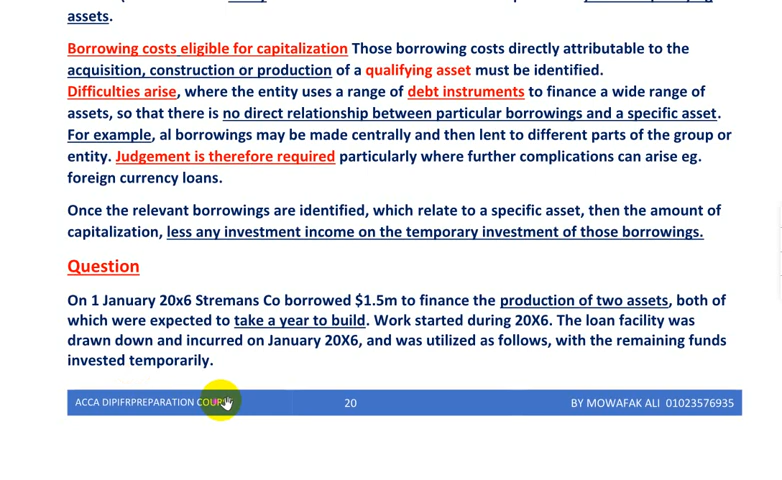 assets.
Borrowing costs eligible for capitalization Those borrowing costs directly attributable to the
acquisition, construction or production of a qualifying asset must be identified.
Difficulties arise, where the entity uses a range of debt instruments to finance a wide range of
assets, so that there is no direct relationship between particular borrowings and a specific asset.
For example, al borrowings may be made centrally and then lent to different parts of the group or
entity. Judgement is therefore required particularly where further complications can arise eg.
foreign currency loans.
Once the relevant borrowings are identified, which relate to a specific asset, then the amount of
capitalization, less any investment income on the temporary investment of those borrowings.
Question
On 1 January 20x6 Stremans Co borrowed $1.5m to finance the production of two assets, both of
which were expected to take a year to build. Work started during 20X6. The loan facility was
drawn down and incurred on January 20X6, and was utilized as follows, with the remaining funds
invested temporarily.
ACCA DIPIFRPREPARATION 20 BY MOWAFAK ALI 01023576935